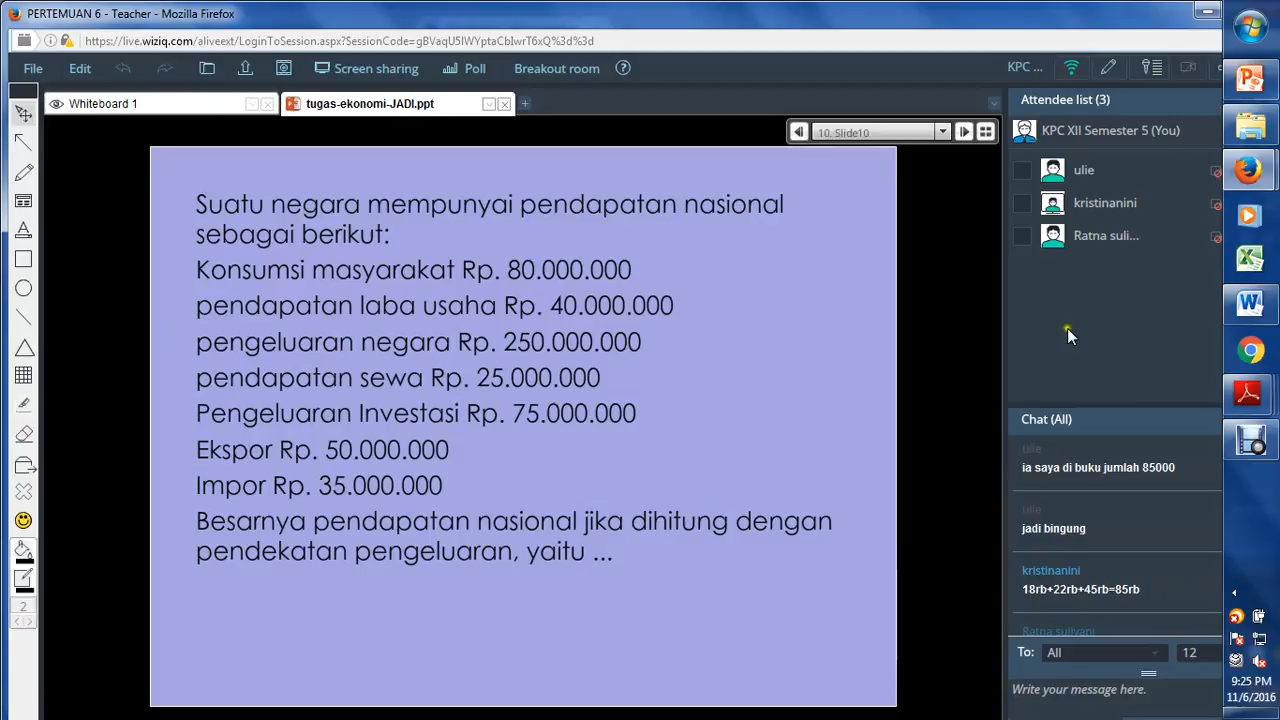 PERTEMUAN 6 - Teacher - Mozilla Firefox
https://live.wiziq.com/aliveext/LoginToSession.aspx?SessionCode=gBVaqU5lWYptaCbIwrT6xQ%3d%3d
File Edit Screen sharing Poll Breakout room ? KPC ...
Whiteboard 1 tugas-ekonomi-JADI.ppt +
10. Slide10
Suatu negara mempunyai pendapatan nasional
sebagai berikut:
Konsumsi masyarakat Rp. 80.000.000
pendapatan laba usaha Rp. 40.000.000
pengeluaran negara Rp. 250.000.000
pendapatan sewa Rp. 25.000.000
Pengeluaran Investasi Rp. 75.000.000
Ekspor Rp. 50.000.000
Impor Rp. 35.000.000
Besarnya pendapatan nasional jika dihitung dengan
pendekatan pengeluaran, yaitu ...
2
Attendee list (3)
KPC XII Semester 5 (You)
ulie
kristinanini
Ratna suli...
Chat (All)
ulie
ia saya di buku jumlah 85000
ulie
jadi bingung
kristinanini
18rb+22rb+45rb=85rb
Ratna suliyani
To: All 12
Write your message here.
9:25 PM
11/6/2016